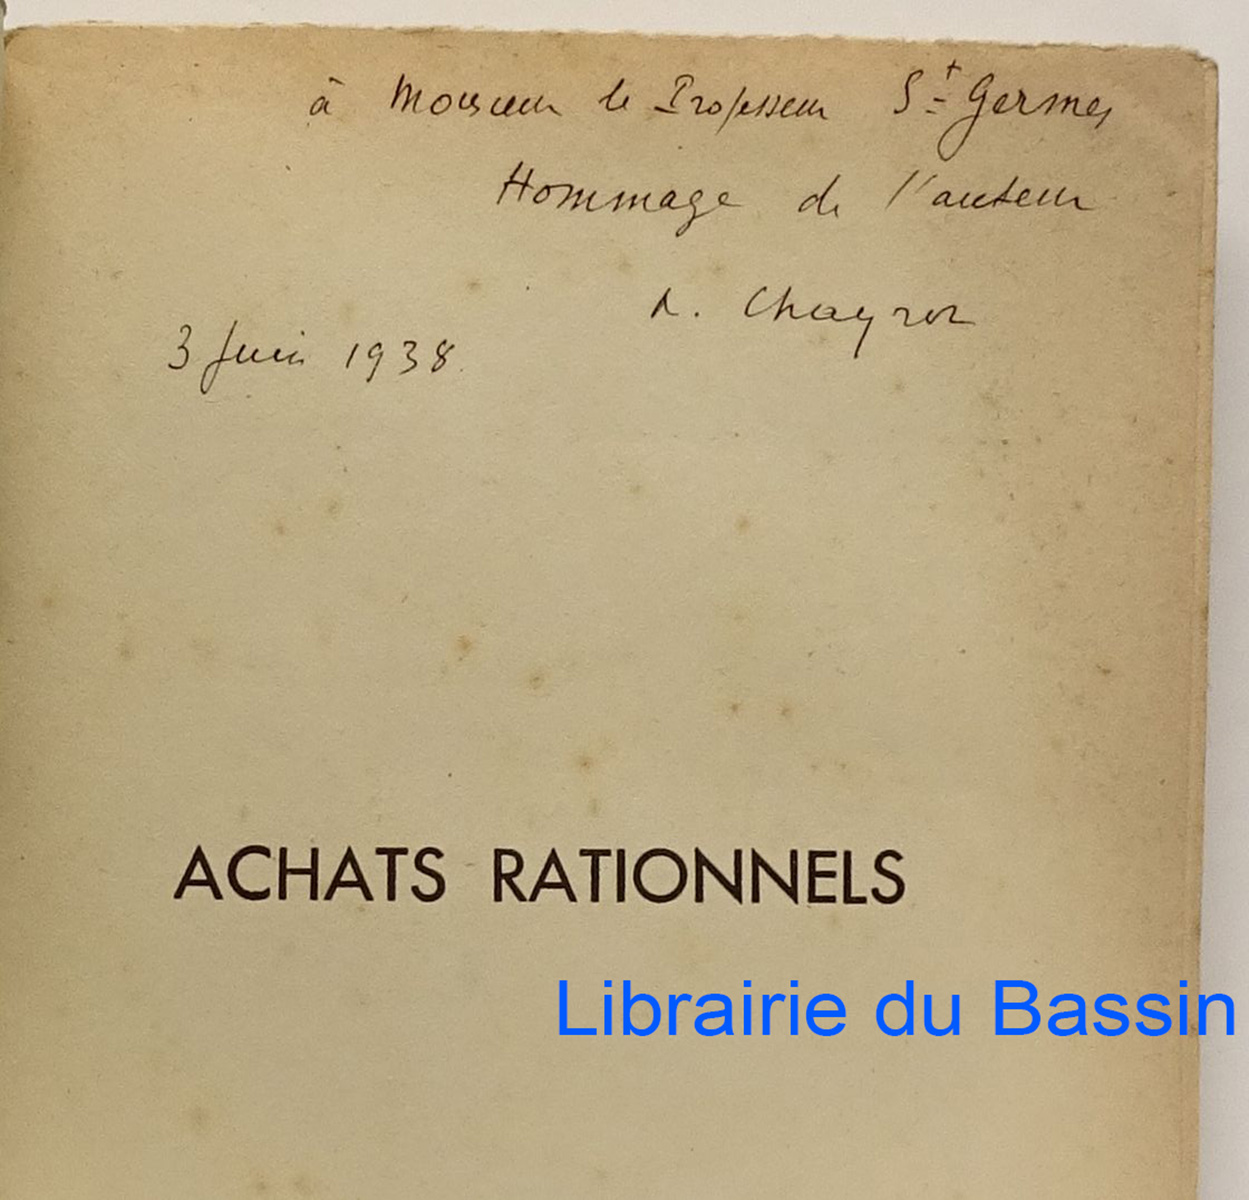 à Monsieur le Professeur St-Germes
Hommage de l'auteur
A. Chayron
3 Juin 1938
ACHATS RATIONNELS
Librairie du Bassin